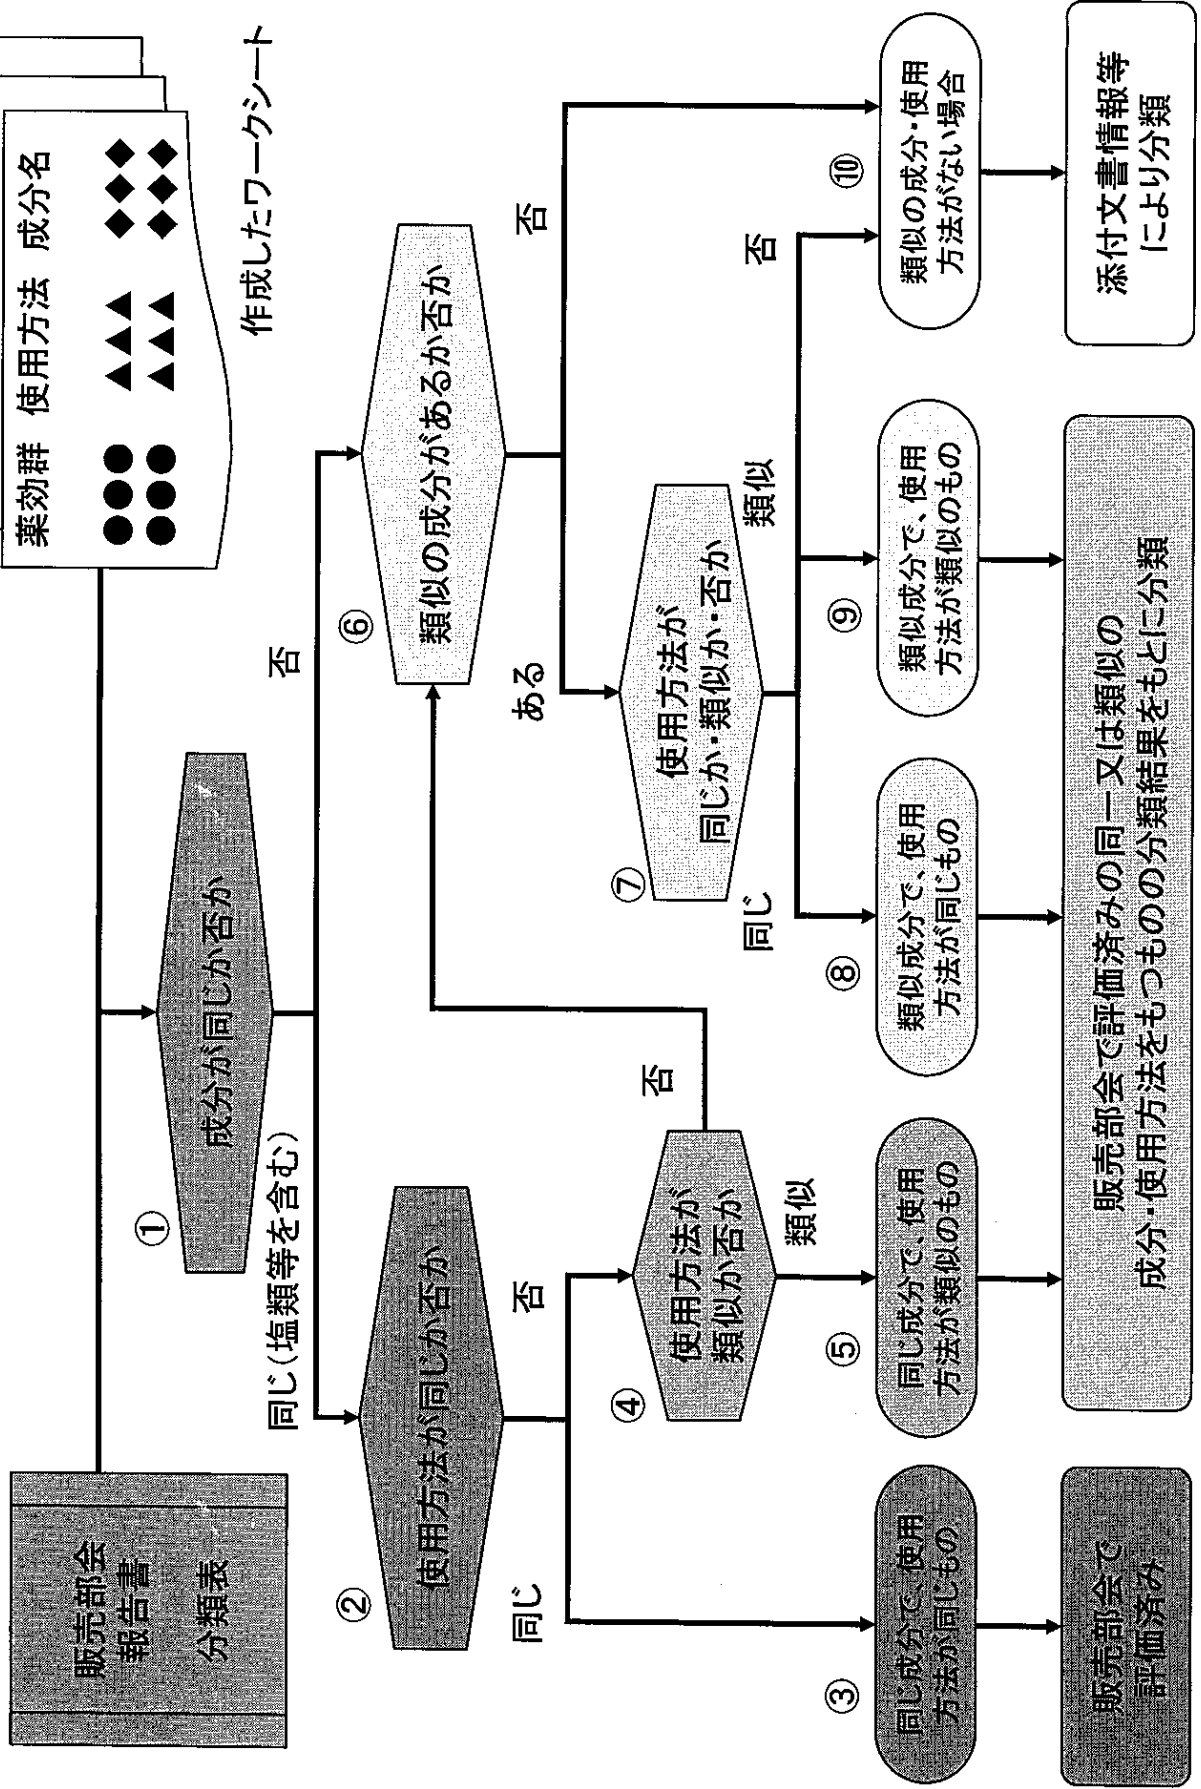 販売部会
報告書
分類表
薬効群 使用方法 成分名
●●● ▲▲▲ ◆◆◆
●●● ▲▲▲ ◆◆◆
作成したワークシート
①
成分が同じか否か
同じ(塩類等を含む)
否
②
使用方法が同じか否か
⑥
類似の成分があるか否か
同じ
否
ある
否
④
使用方法が
類似か否か
否
類似
⑦
使用方法が
同じか・類似か・否か
同じ
類似
否
③
同じ成分で、使用
方法が同じもの
⑤
同じ成分で、使用
方法が類似のもの
⑧
類似成分で、使用
方法が同じもの
⑨
類似成分で、使用
方法が類似のもの
⑩
類似の成分・使用
方法がない場合
販売部会で
評価済み
販売部会で評価済みの同一又は類似の
成分・使用方法をもつものの分類結果をもとに分類
添付文書情報等
により分類